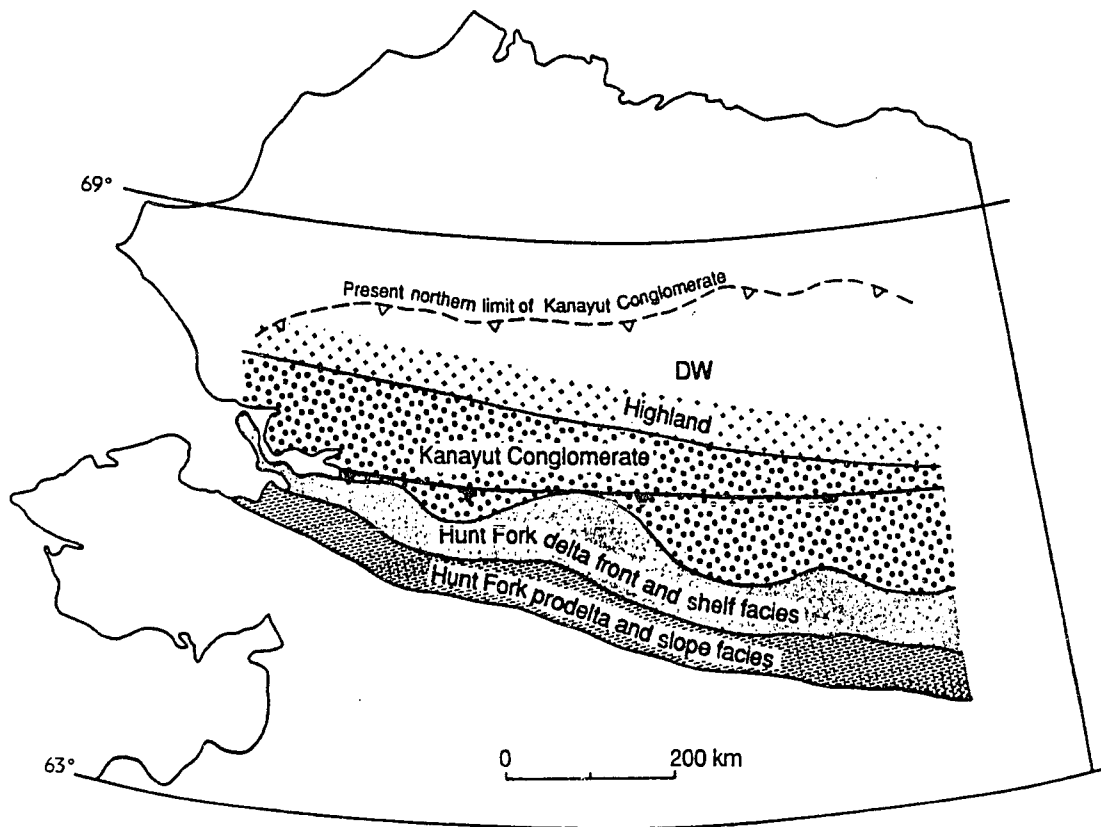 69°
Present northern limit of Kanayut Conglomerate
DW
Highland
Kanayut Conglomerate
Hunt Fork delta front and shelf facies
Hunt Fork prodelta and slope facies
0 200 km
63°